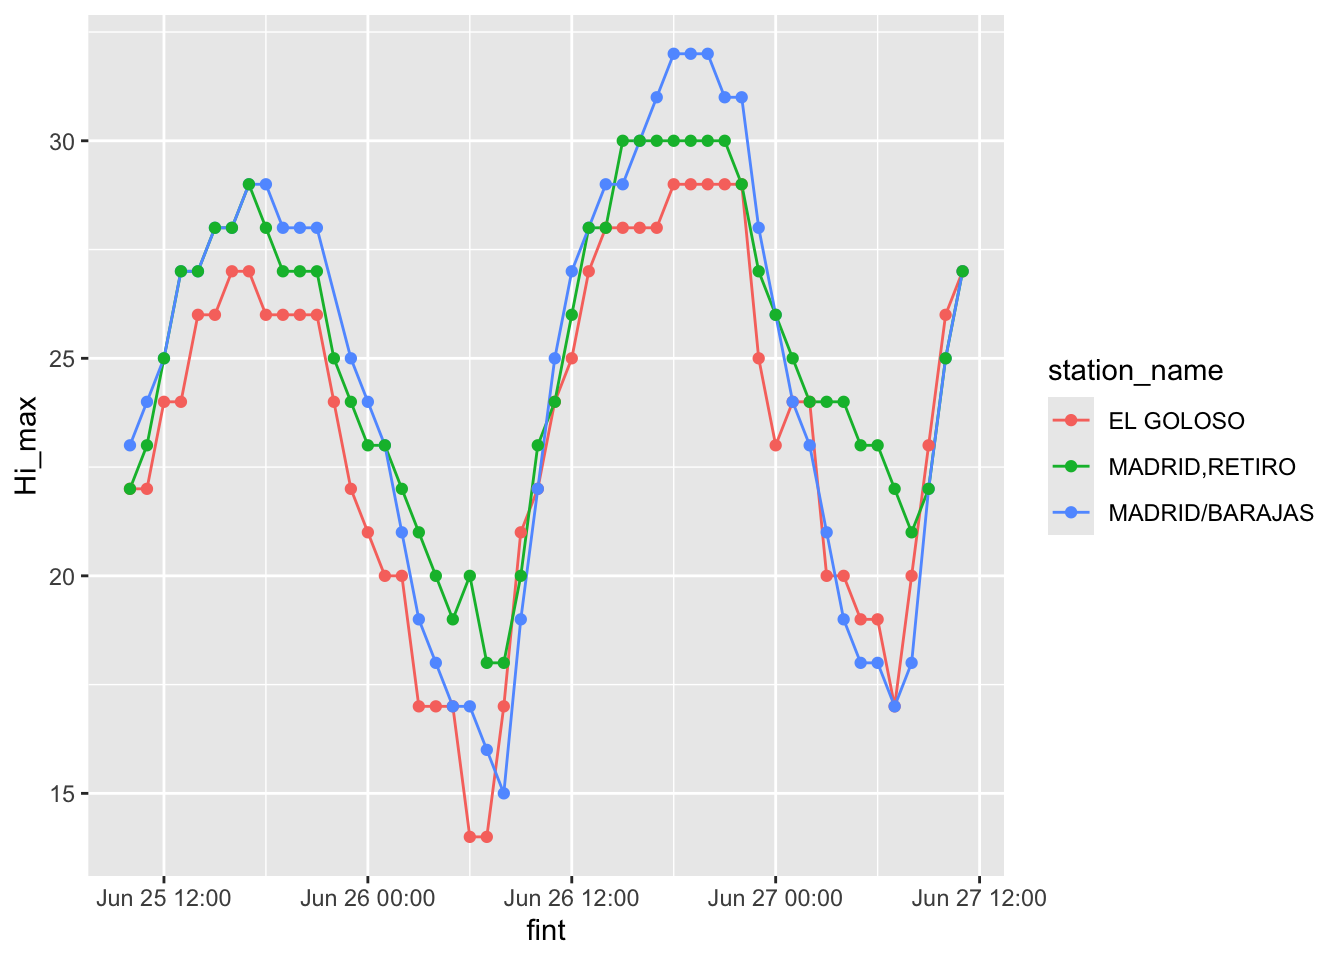 30
25
20
15
Hi_max
Jun 25 12:00
Jun 26 00:00
Jun 26 12:00
Jun 27 00:00
Jun 27 12:00
fint
station_name
EL GOLOSO
MADRID,RETIRO
MADRID/BARAJAS